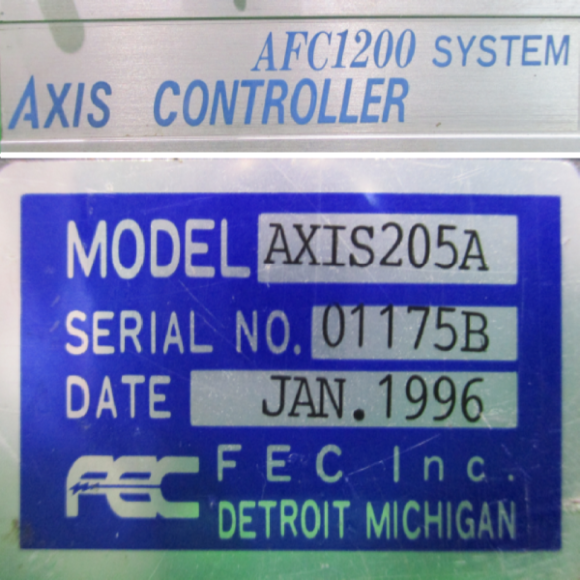 AFC1200 SYSTEM
AXIS CONTROLLER
MODEL AXIS205A
SERIAL NO. 01175B
DATE JAN.1996
FEC FEC Inc.
DETROIT MICHIGAN